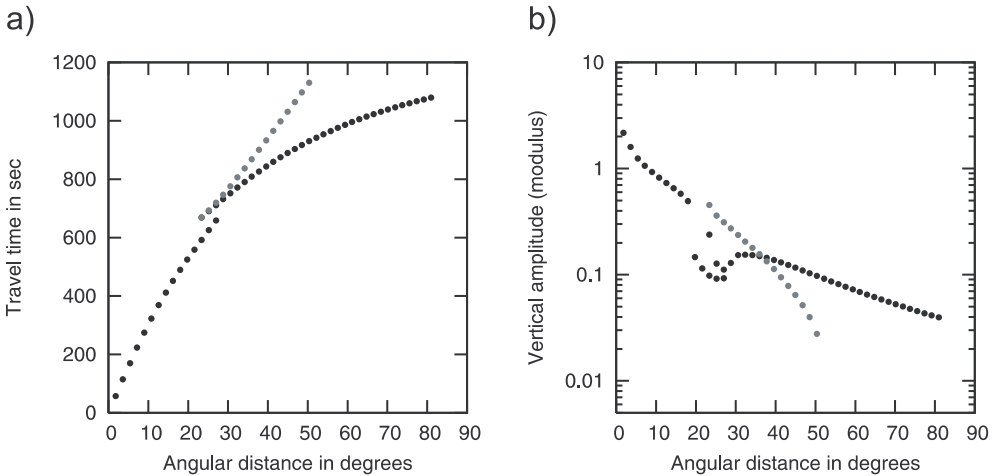 a)
1200
1000
800
600
400
200
0
0 10 20 30 40 50 60 70 80 90
Travel time in sec
Angular distance in degrees
b)
10
1
0.1
0.01
0 10 20 30 40 50 60 70 80 90
Vertical amplitude (modulus)
Angular distance in degrees